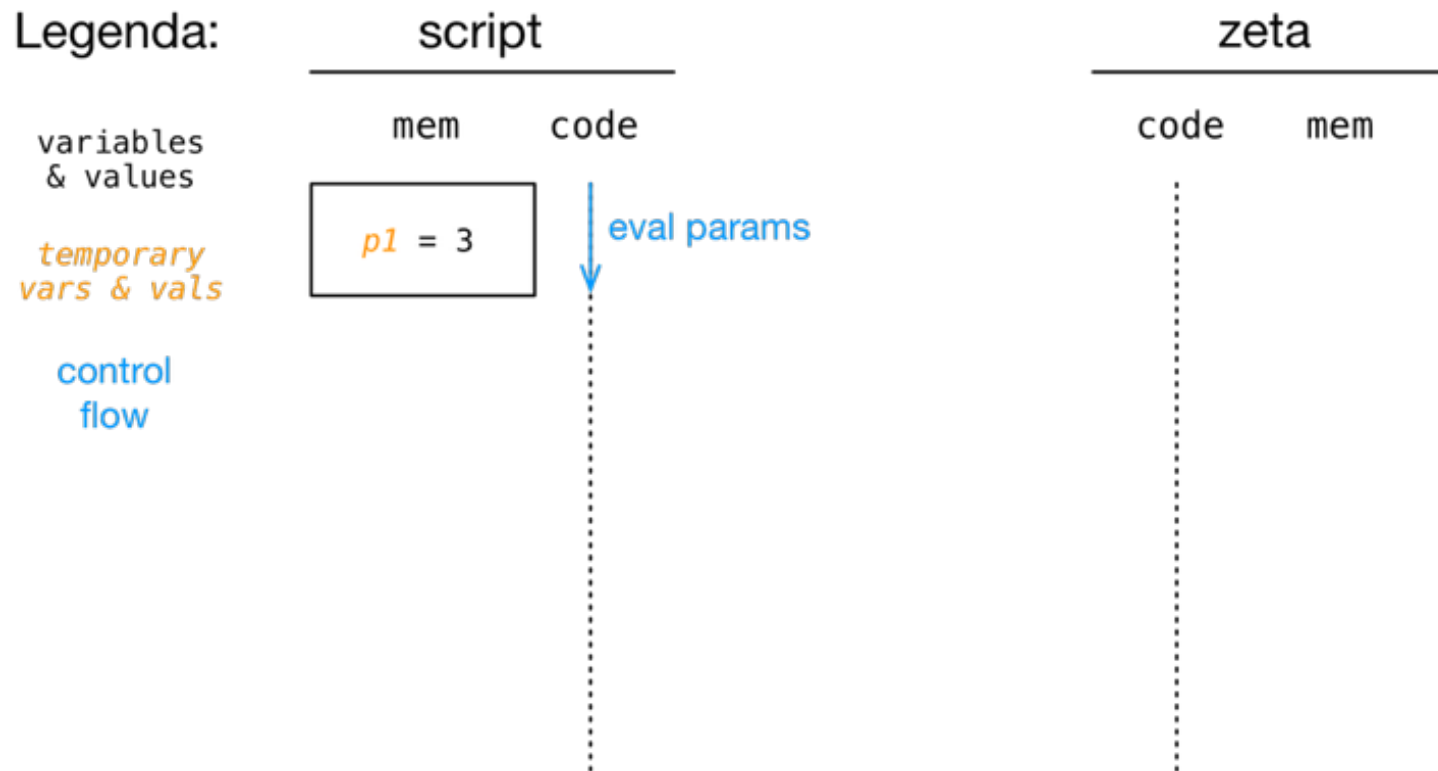 Legenda:
script
zeta
mem
code
code
mem
variables
& values
p1 = 3
eval params
temporary
vars & vals
control
flow